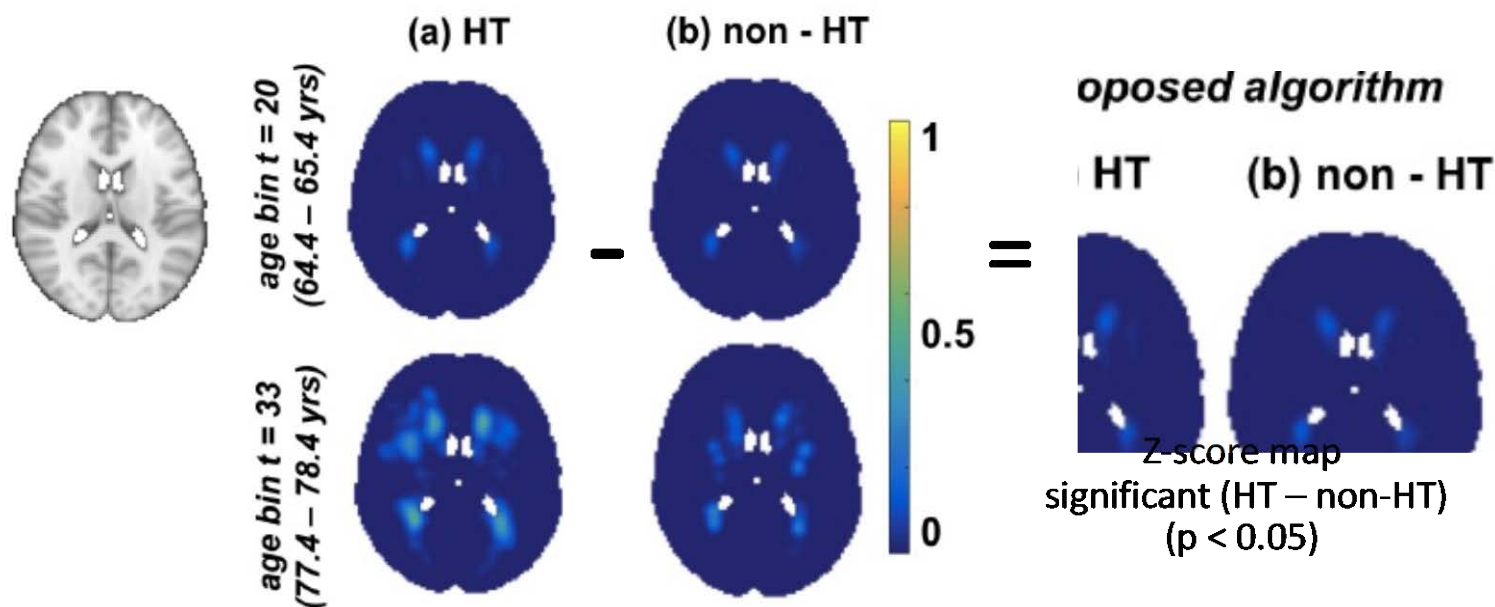 (a) HT
(b) non - HT
age bin t = 20
(64.4 – 65.4 yrs)
age bin t = 33
(77.4 – 78.4 yrs)
-
1
0.5
0
=
oposed algorithm
) HT
(b) non - HT
Z-score map
significant (HT – non-HT)
(p < 0.05)